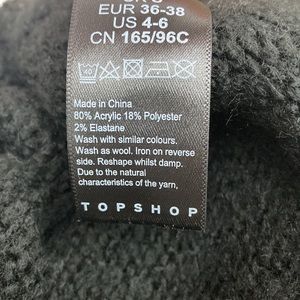 EUR 36-38
US 4-6
CN 165/96C
40
Made in China
80% Acrylic 18% Polyester
2% Elastane
Wash with similar colours.
Wash as wool. Iron on reverse
side. Reshape whilst damp.
Due to the natural
characteristics of the yarn,
TOPSHOP